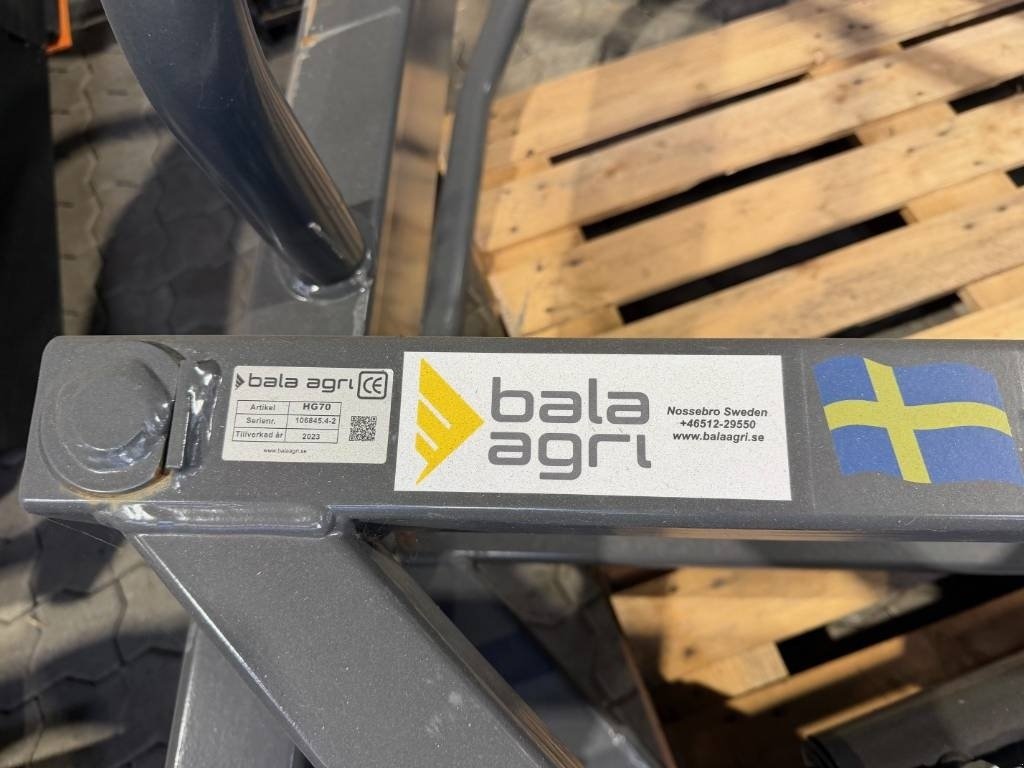 bala agri CE
Artikel HG70
Serienr. 106845.4-2
Tillverkad år 2023
www.balaagri.se
bala
agri
Nossebro Sweden
+46512-29550
www.balaagri.se